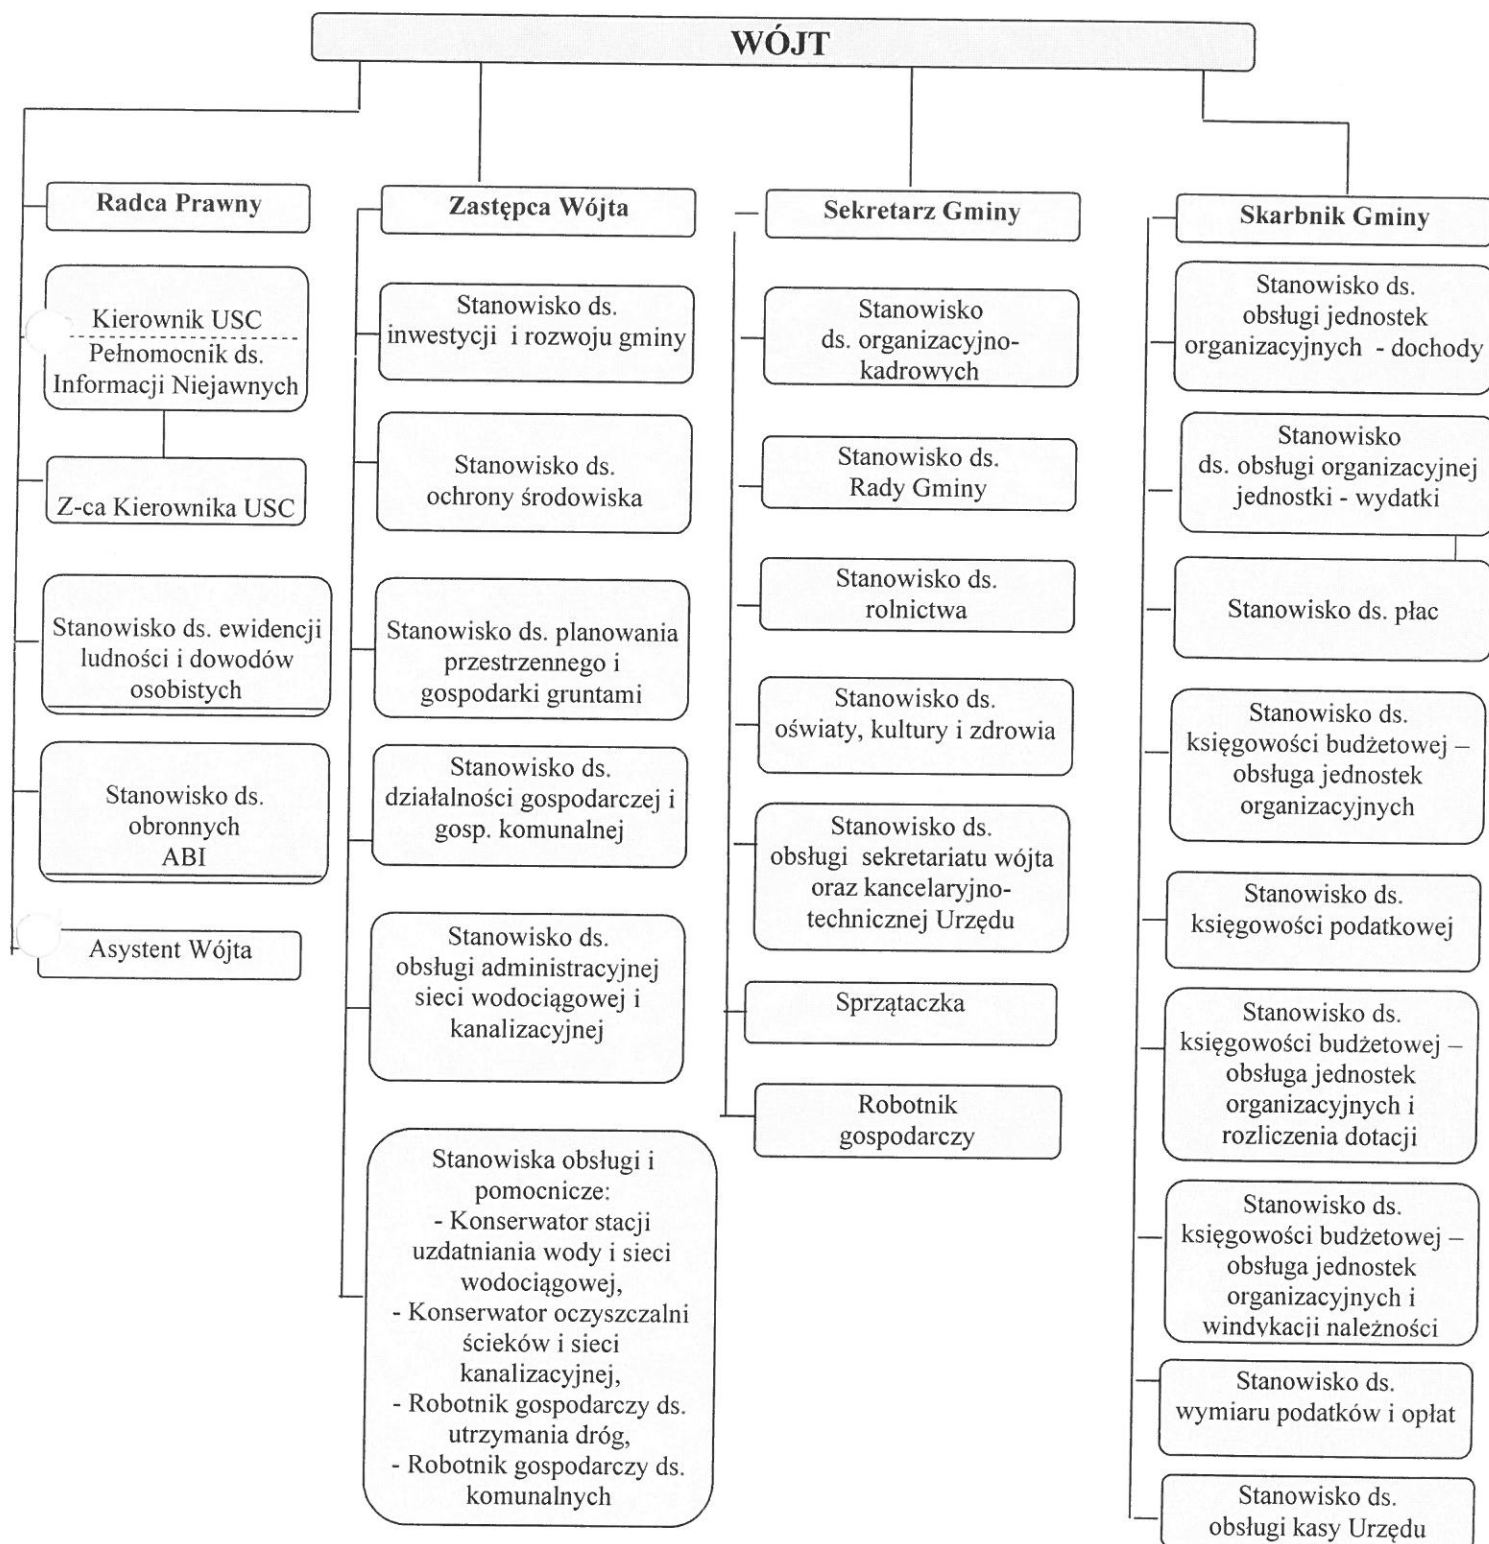 WÓJT
Radca Prawny
Kierownik USC
Pełnomocnik ds.
Informacji Niejawnych
Z-ca Kierownika USC
Stanowisko ds. ewidencji
ludności i dowodów
osobistych
Stanowisko ds.
obronnych
ABI
Asystent Wójta
Zastępca Wójta
Stanowisko ds.
inwestycji i rozwoju gminy
Stanowisko ds.
ochrony środowiska
Stanowisko ds. planowania
przestrzennego i
gospodarki gruntami
Stanowisko ds.
działalności gospodarczej i
gosp. komunalnej
Stanowisko ds.
obsługi administracyjnej
sieci wodociągowej i
kanalizacyjnej
Stanowiska obsługi i
pomocnicze:
- Konserwator stacji
uzdatniania wody i sieci
wodociągowej,
- Konserwator oczyszczalni
ścieków i sieci
kanalizacyjnej,
- Robotnik gospodarczy ds.
utrzymania dróg,
- Robotnik gospodarczy ds.
komunalnych
Sekretarz Gminy
Stanowisko
ds. organizacyjno-
kadrowych
Stanowisko ds.
Rady Gminy
Stanowisko ds.
rolnictwa
Stanowisko ds.
oświaty, kultury i zdrowia
Stanowisko ds.
obsługi sekretariatu wójta
oraz kancelaryjno-
technicznej Urzędu
Sprzątaczka
Robotnik
gospodarczy
Skarbnik Gminy
Stanowisko ds.
obsługi jednostek
organizacyjnych - dochody
Stanowisko
ds. obsługi organizacyjnej
jednostki - wydatki
Stanowisko ds. płac
Stanowisko ds.
księgowości budżetowej –
obsługa jednostek
organizacyjnych
Stanowisko ds.
księgowości podatkowej
Stanowisko ds.
księgowości budżetowej –
obsługa jednostek
organizacyjnych i
rozliczenia dotacji
Stanowisko ds.
księgowości budżetowej –
obsługa jednostek
organizacyjnych i
windykacji należności
Stanowisko ds.
wymiaru podatków i opłat
Stanowisko ds.
obsługi kasy Urzędu